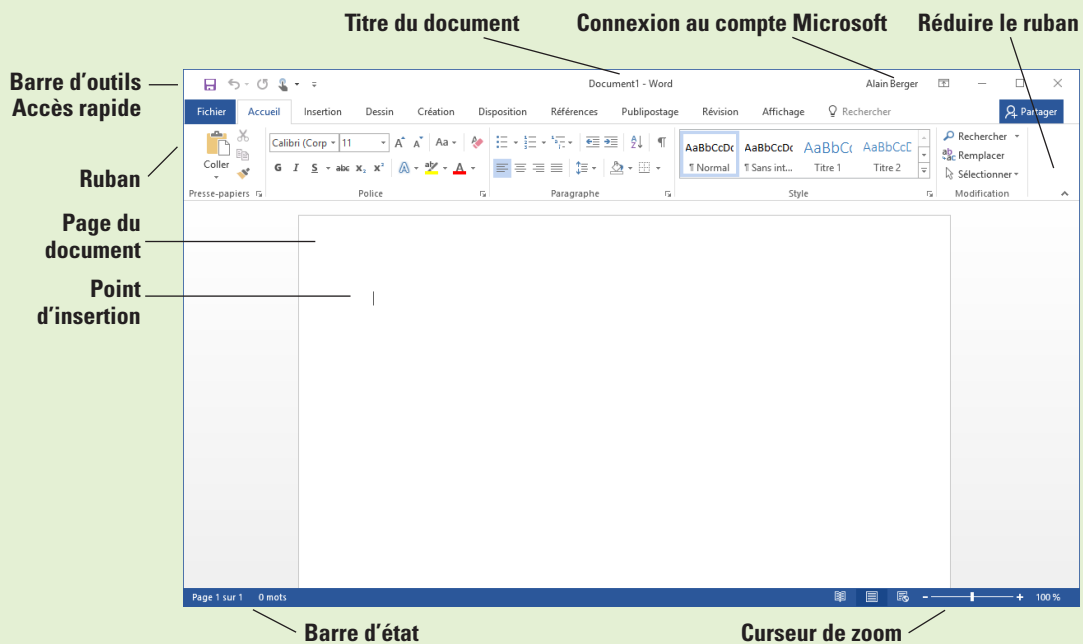 Titre du document Connexion au compte Microsoft Réduire le ruban
Barre d'outils
Accès rapide
Document1 - Word Alain Berger
Fichier Accueil Insertion Dessin Création Disposition Références Publipostage Révision Affichage Rechercher Partager
Calibri (Corp 11 Aa
Coller
G I S abc X₂ X² A ab A
AaBbCcDc AaBbCcDc AaBbC( AaBbCcE
¶ Normal ¶ Sans int... Titre 1 Titre 2
Rechercher
Remplacer
Sélectionner
Presse-papiers Police Paragraphe Style Modification
Ruban
Page du
document
Point
d'insertion
Page 1 sur 1 0 mots 100 %
Barre d'état Curseur de zoom